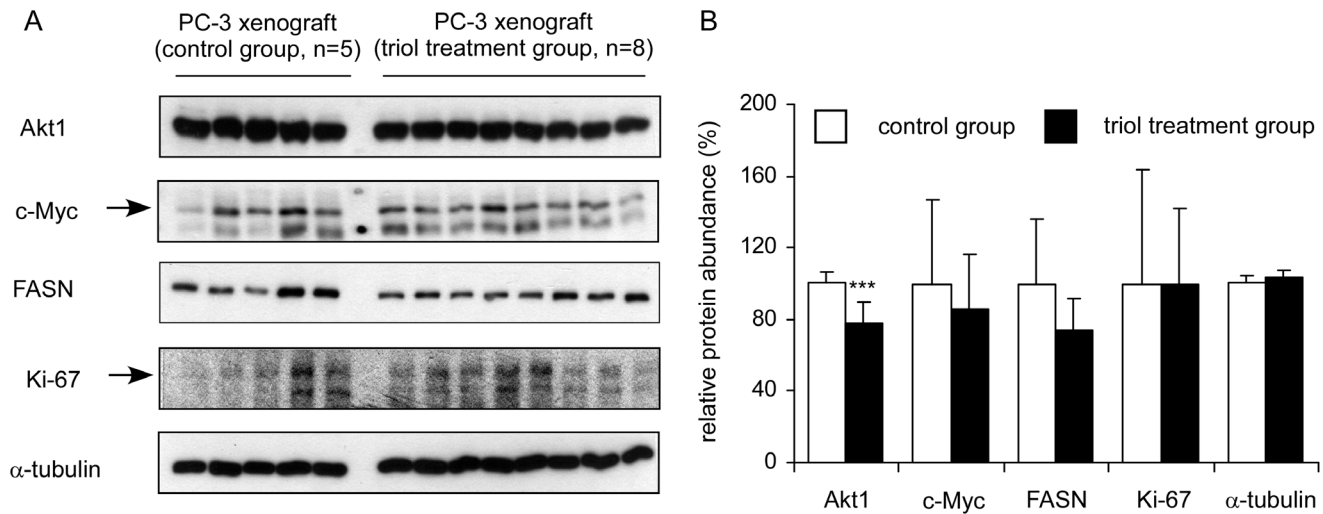 A
PC-3 xenograft
(control group, n=5)
PC-3 xenograft
(triol treatment group, n=8)
Akt1
c-Myc
FASN
Ki-67
α-tubulin
B
relative protein abundance (%)
200
160
120
80
40
0
control group
triol treatment group
***
Akt1
c-Myc
FASN
Ki-67
α-tubulin